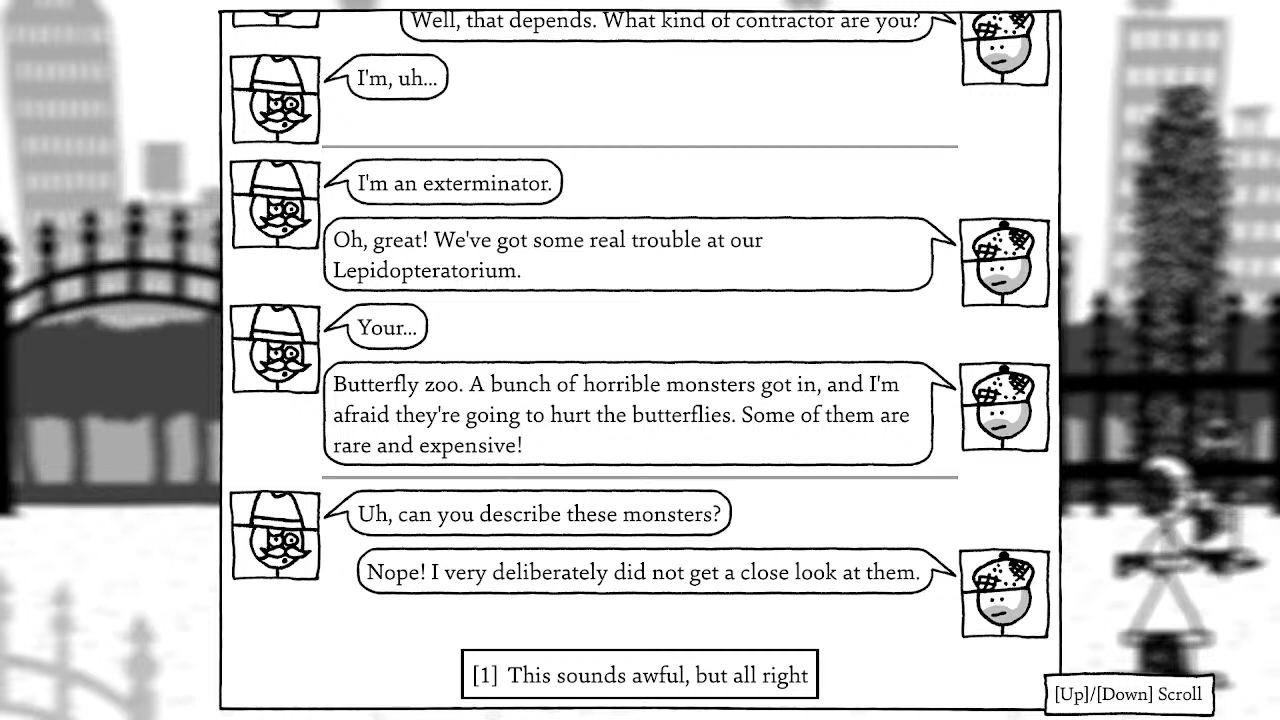 Well, that depends. What kind of contractor are you?
I'm, uh...
I'm an exterminator.
Oh, great! We've got some real trouble at our
Lepidopteratorium.
Your...
Butterfly zoo. A bunch of horrible monsters got in, and I'm
afraid they're going to hurt the butterflies. Some of them are
rare and expensive!
Uh, can you describe these monsters?
Nope! I very deliberately did not get a close look at them.
[1] This sounds awful, but all right
[Up]/[Down] Scroll